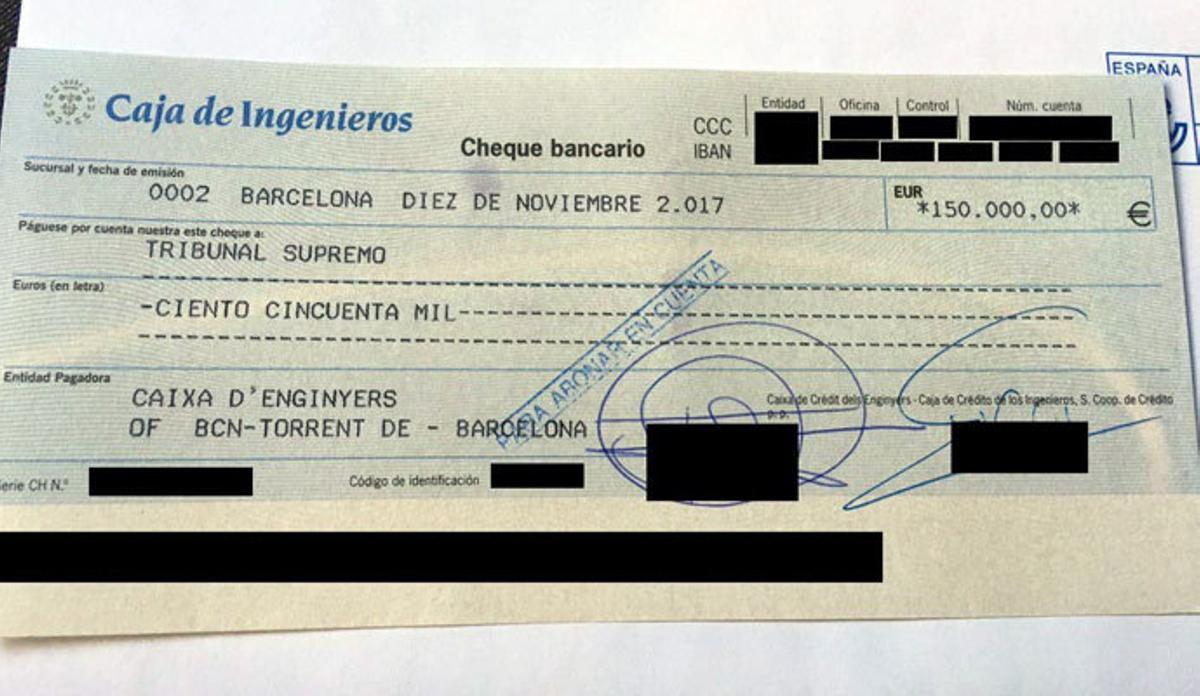 ESPAÑA
Caja de Ingenieros
Cheque bancario
Entidad Oficina Control Núm. cuenta
CCC
IBAN
Sucursal y fecha de emisión
0002 BARCELONA DIEZ DE NOVIEMBRE 2.017
EUR
*150.000,00* €
Páguese por cuenta nuestra este cheque a:
TRIBUNAL SUPREMO
Euros (en letra)
-CIENTO CINCUENTA MIL-
PARA ABONAR EN CUENTA
Entidad Pagadora
CAIXA D'ENGINYERS
OF BCN-TORRENT DE - BARCELONA
Caixa de Crèdit dels Enginyers - Caja de Crédito de los Ingenieros, S. Coop. de Crédito
p. p.
Serie CH N.º
Código de identificación